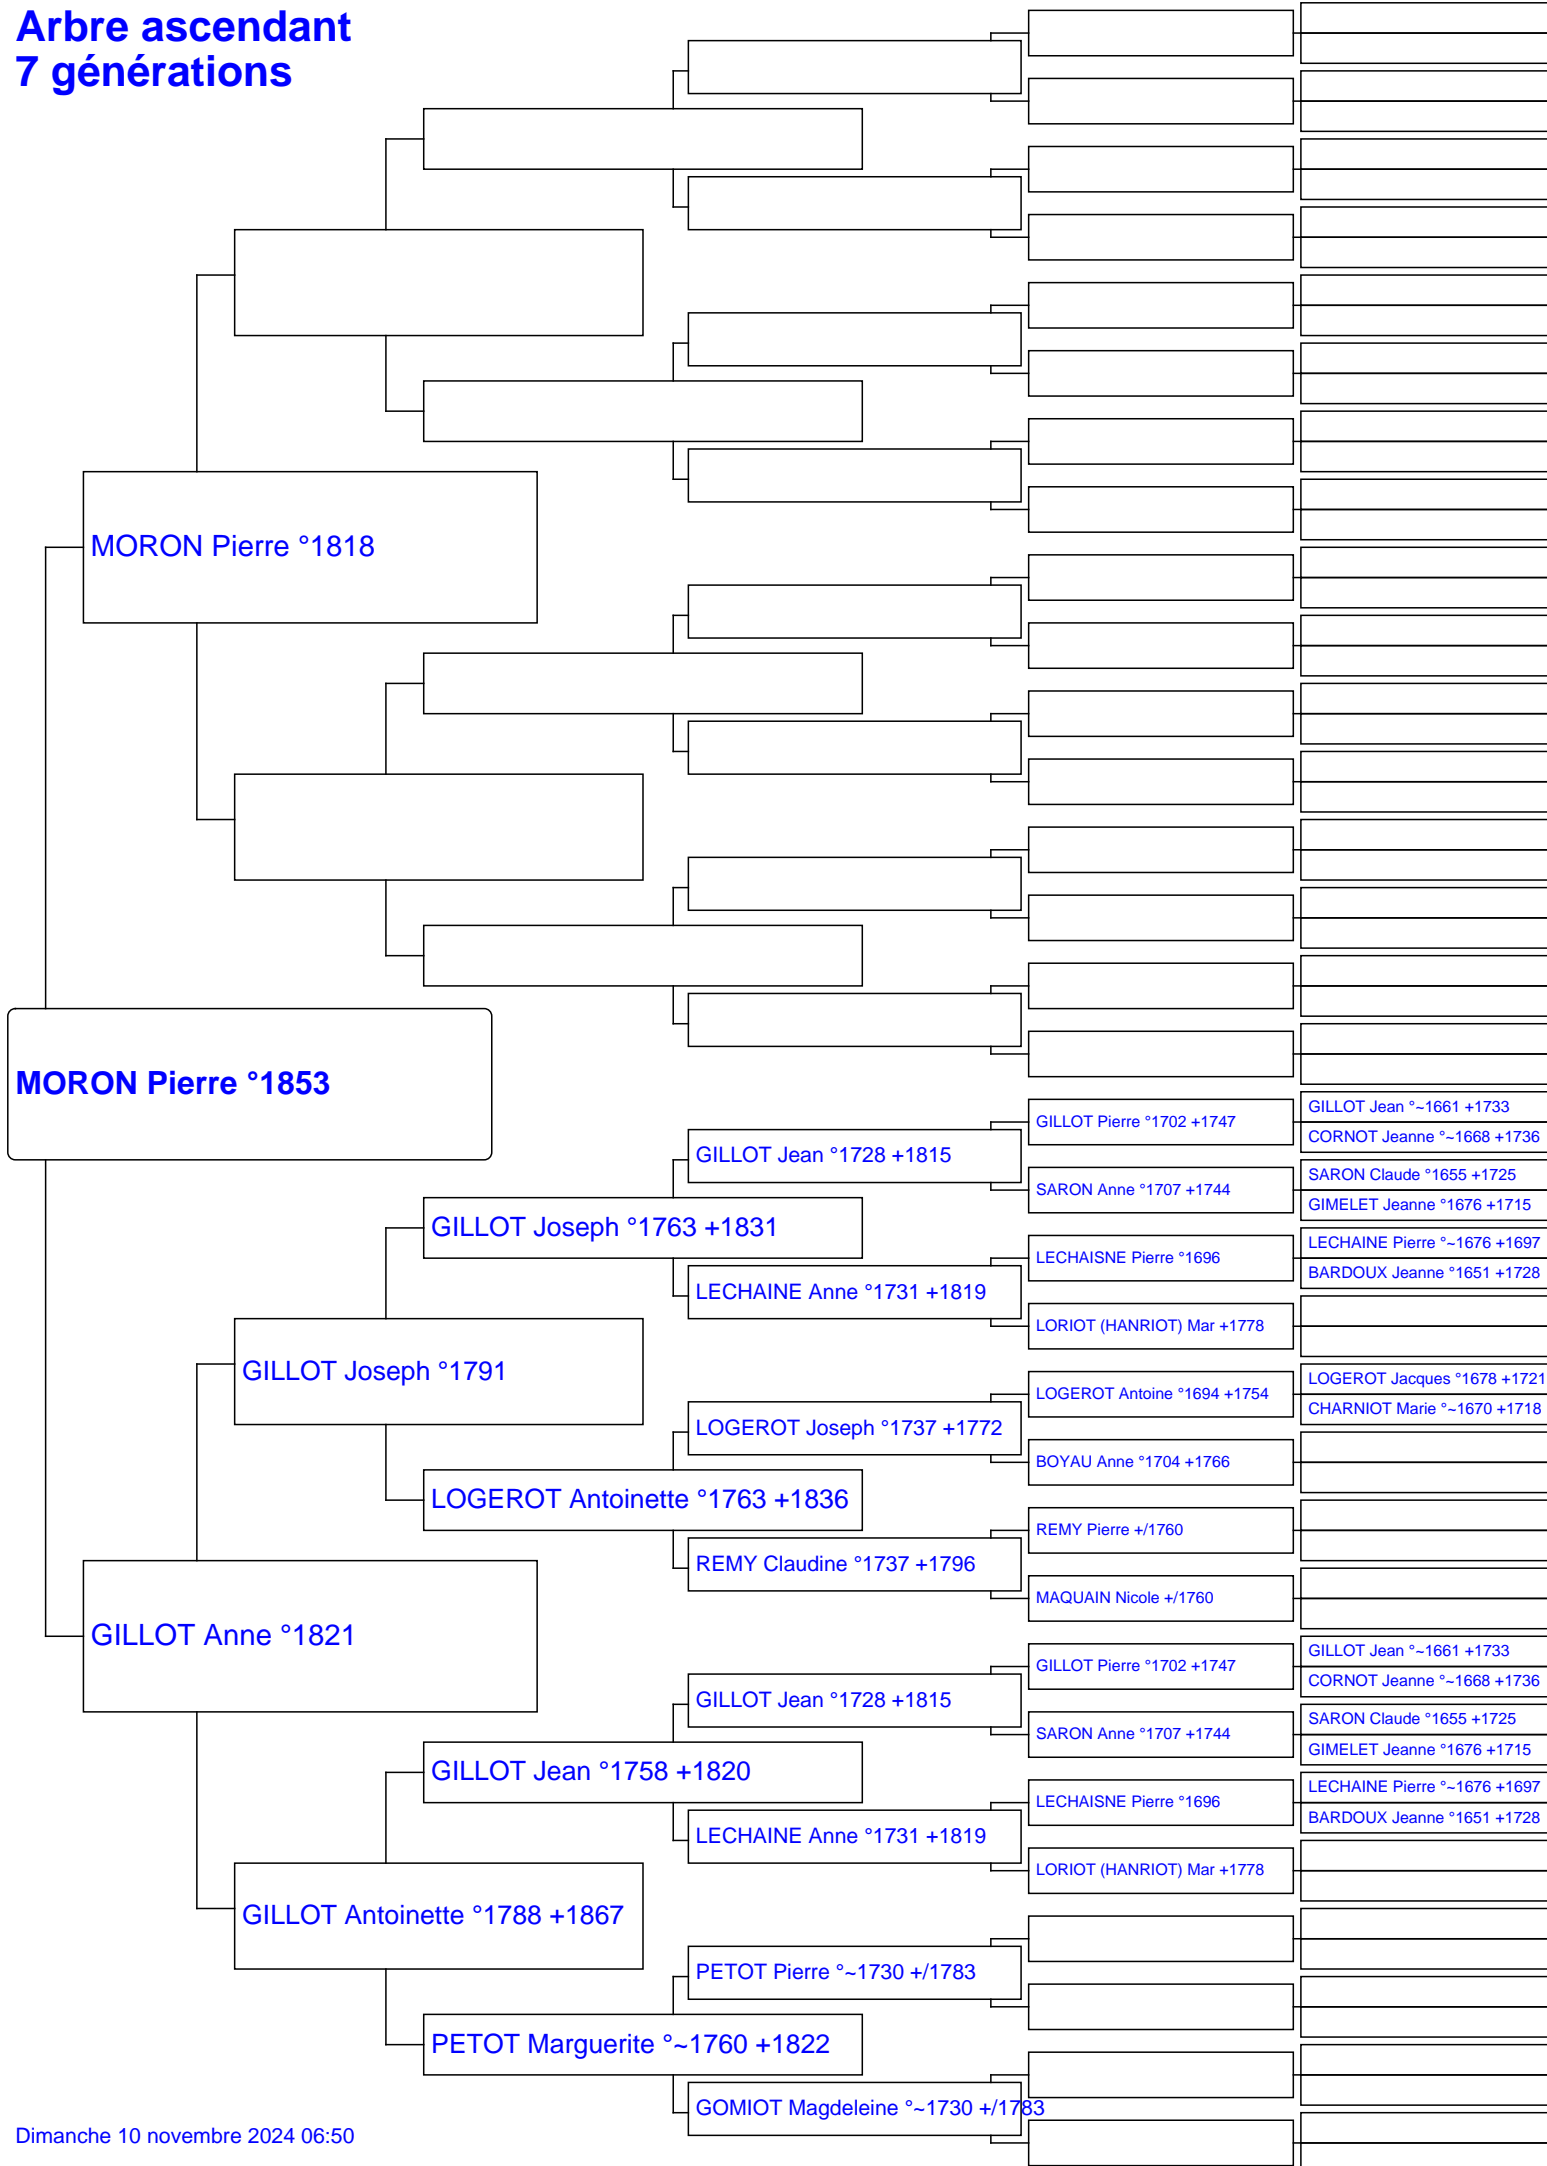 Arbre ascendant
7 générations
MORON Pierre °1818
MORON Pierre °1853
GILLOT Jean °~1661 +1733
GILLOT Pierre °1702 +1747
CORNOT Jeanne °~1668 +1736
GILLOT Jean °1728 +1815
SARON Claude °1655 +1725
SARON Anne °1707 +1744
GIMELET Jeanne °1676 +1715
GILLOT Joseph °1763 +1831
LECHAINE Pierre °~1676 +1697
LECHAISNE Pierre °1696
BARDOUX Jeanne °1651 +1728
LECHAINE Anne °1731 +1819
LORIOT (HANRIOT) Mar +1778
GILLOT Joseph °1791
LOGEROT Jacques °1678 +1721
LOGEROT Antoine °1694 +1754
CHARNIOT Marie °~1670 +1718
LOGEROT Joseph °1737 +1772
BOYAU Anne °1704 +1766
LOGEROT Antoinette °1763 +1836
REMY Pierre +/1760
REMY Claudine °1737 +1796
MAQUAIN Nicole +/1760
GILLOT Anne °1821
GILLOT Jean °~1661 +1733
GILLOT Pierre °1702 +1747
CORNOT Jeanne °~1668 +1736
GILLOT Jean °1728 +1815
SARON Claude °1655 +1725
SARON Anne °1707 +1744
GIMELET Jeanne °1676 +1715
GILLOT Jean °1758 +1820
LECHAINE Pierre °~1676 +1697
LECHAISNE Pierre °1696
BARDOUX Jeanne °1651 +1728
LECHAINE Anne °1731 +1819
LORIOT (HANRIOT) Mar +1778
GILLOT Antoinette °1788 +1867
PETOT Pierre °~1730 +/1783
PETOT Marguerite °~1760 +1822
GOMIOT Magdeleine °~1730 +/1783
Dimanche 10 novembre 2024 06:50